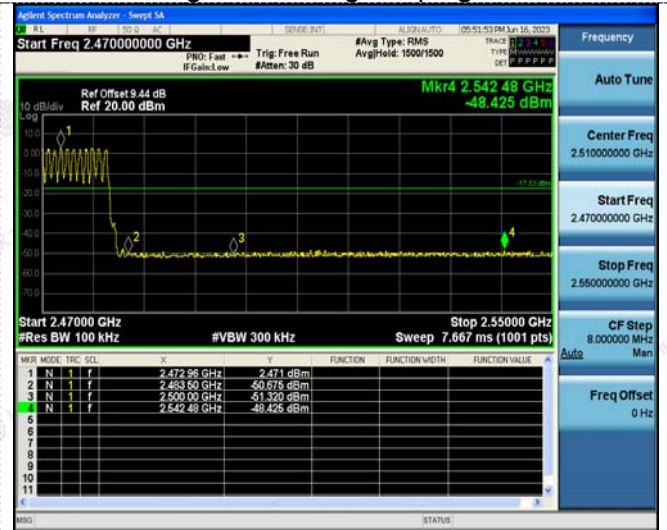 Agilent Spectrum Analyzer - Swept SA
RL RF 50 Ω AC SENSE:INT ALIGNAUTO 05:51:53 PM Jun 16, 2023
Start Freq 2.470000000 GHz
PNO: Fast Trig: Free Run #Avg Type: RMS TRACE 1 2 3 4 5 6
IFGain:Low #Atten: 30 dB Avg|Hold: 1500/1500 TYPE M
DET P P P P P P
Mkr4 2.542 48 GHz
-48.425 dBm
Ref Offset 9.44 dB
10 dB/div Ref 20.00 dBm
Log
10.0
0.00
-10.0
-20.0
-30.0
-40.0
-50.0
-60.0
-70.0
1
2
3
4
-17.53 dBm
Start 2.47000 GHz Stop 2.55000 GHz
#Res BW 100 kHz #VBW 300 kHz Sweep 7.667 ms (1001 pts)
MKR MODE TRC SCL X Y FUNCTION FUNCTION WIDTH FUNCTION VALUE
1 N 1 f 2.472 96 GHz 2.471 dBm
2 N 1 f 2.483 50 GHz -50.675 dBm
3 N 1 f 2.500 00 GHz -51.320 dBm
4 N 1 f 2.542 48 GHz -48.425 dBm
5
6
7
8
9
10
11
MSG STATUS
Frequency
Auto Tune
Center Freq
2.510000000 GHz
Start Freq
2.470000000 GHz
Stop Freq
2.550000000 GHz
CF Step
8.000000 MHz
Auto Man
Freq Offset
0 Hz